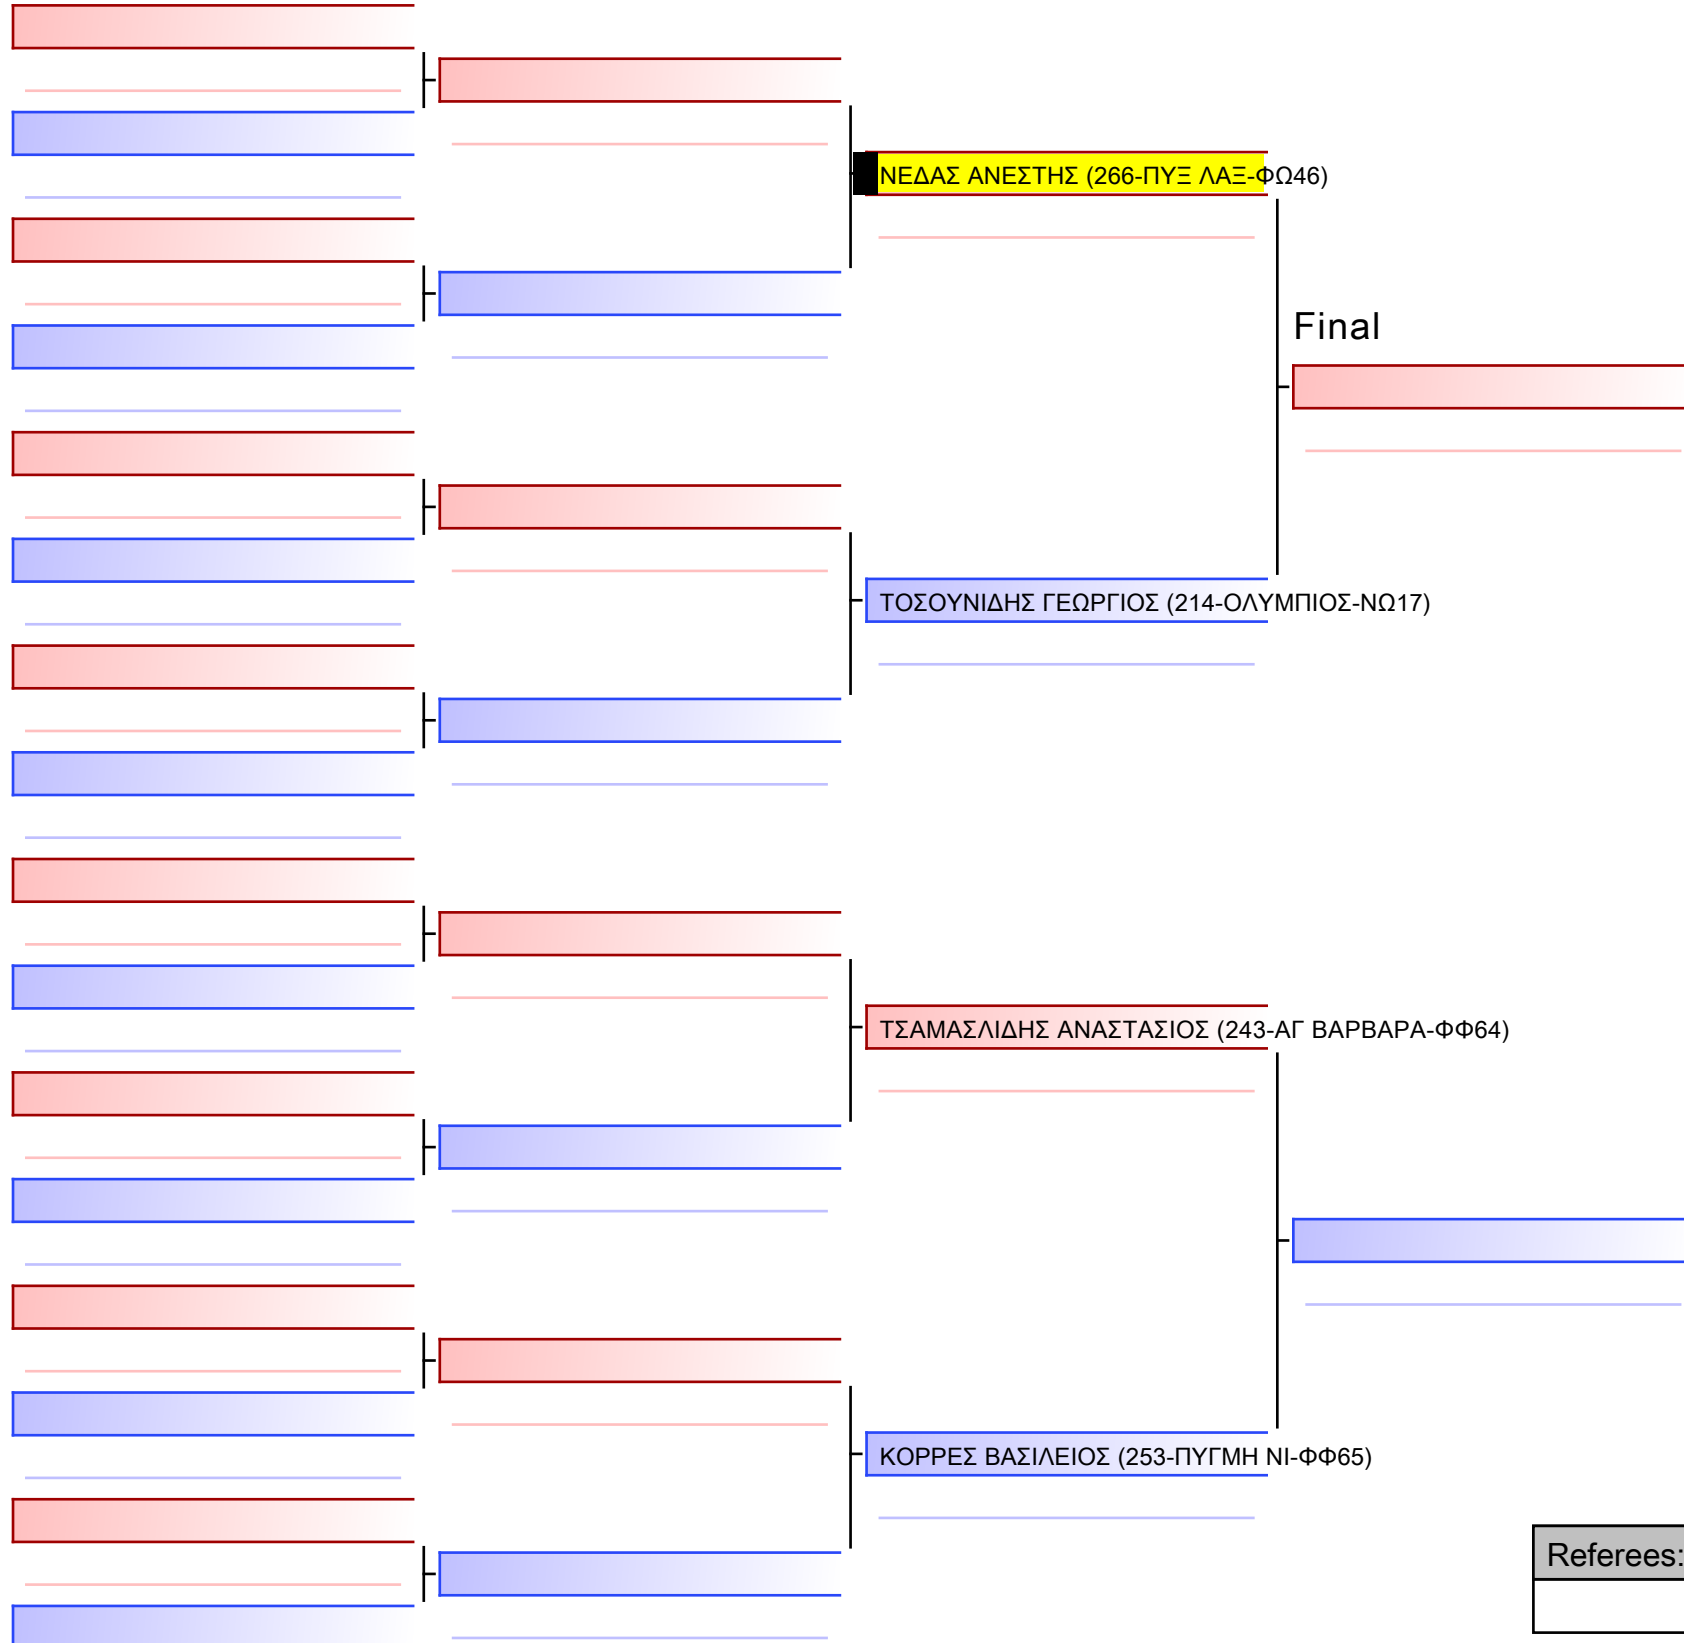 ΝΕΔΑΣ ΑΝΕΣΤΗΣ (266-ΠΥΞ ΛΑΞ-ΦΩ46)
Final
ΤΟΣΟΥΝΙΔΗΣ ΓΕΩΡΓΙΟΣ (214-ΟΛΥΜΠΙΟΣ-ΝΩ17)
ΤΣΑΜΑΣΛΙΔΗΣ ΑΝΑΣΤΑΣΙΟΣ (243-ΑΓ ΒΑΡΒΑΡΑ-ΦΦ64)
ΚΟΡΡΕΣ ΒΑΣΙΛΕΙΟΣ (253-ΠΥΓΜΗ ΝΙ-ΦΦ65)
Referees: